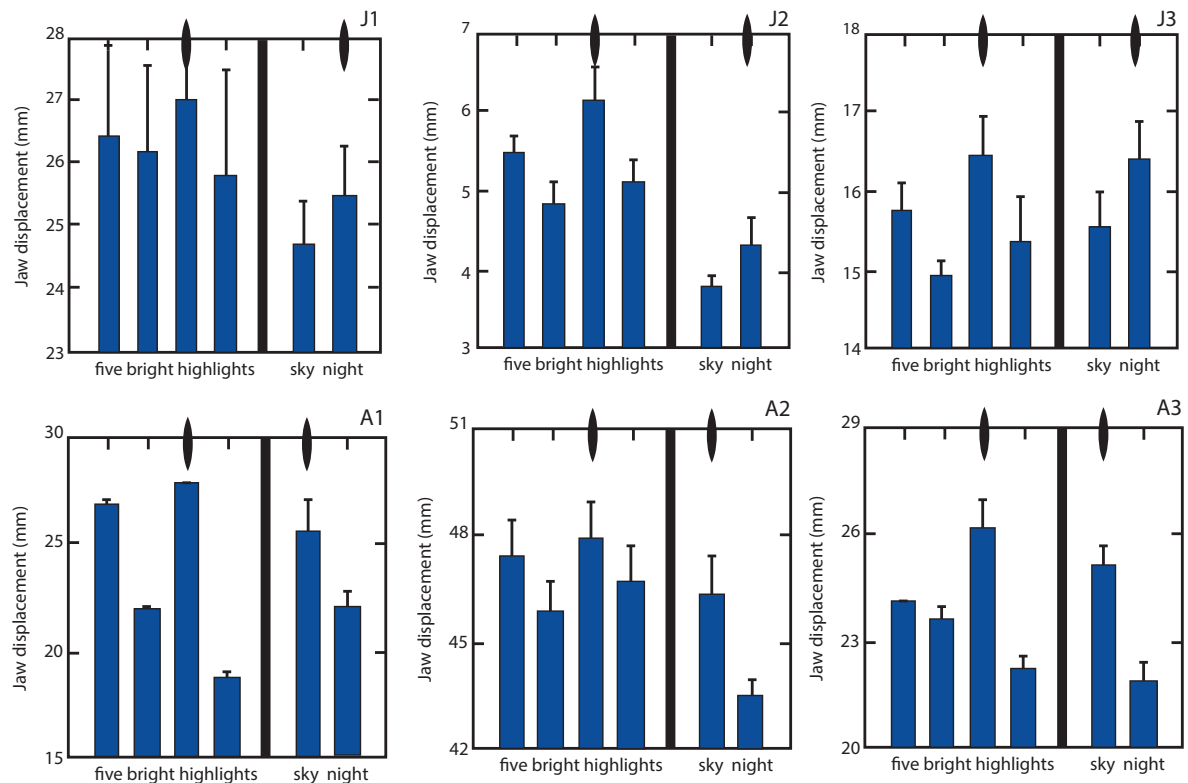 J1
28
27
26
25
24
23
Jaw displacement (mm)
five bright highlights sky night
J2
7
6
5
4
3
Jaw displacement (mm)
five bright highlights sky night
J3
18
17
16
15
14
Jaw displacement (mm)
five bright highlights sky night
A1
30
25
20
15
Jaw displacement (mm)
five bright highlights sky night
A2
51
48
45
42
Jaw displacement (mm)
five bright highlights sky night
A3
29
26
23
20
Jaw displacement (mm)
five bright highlights sky night